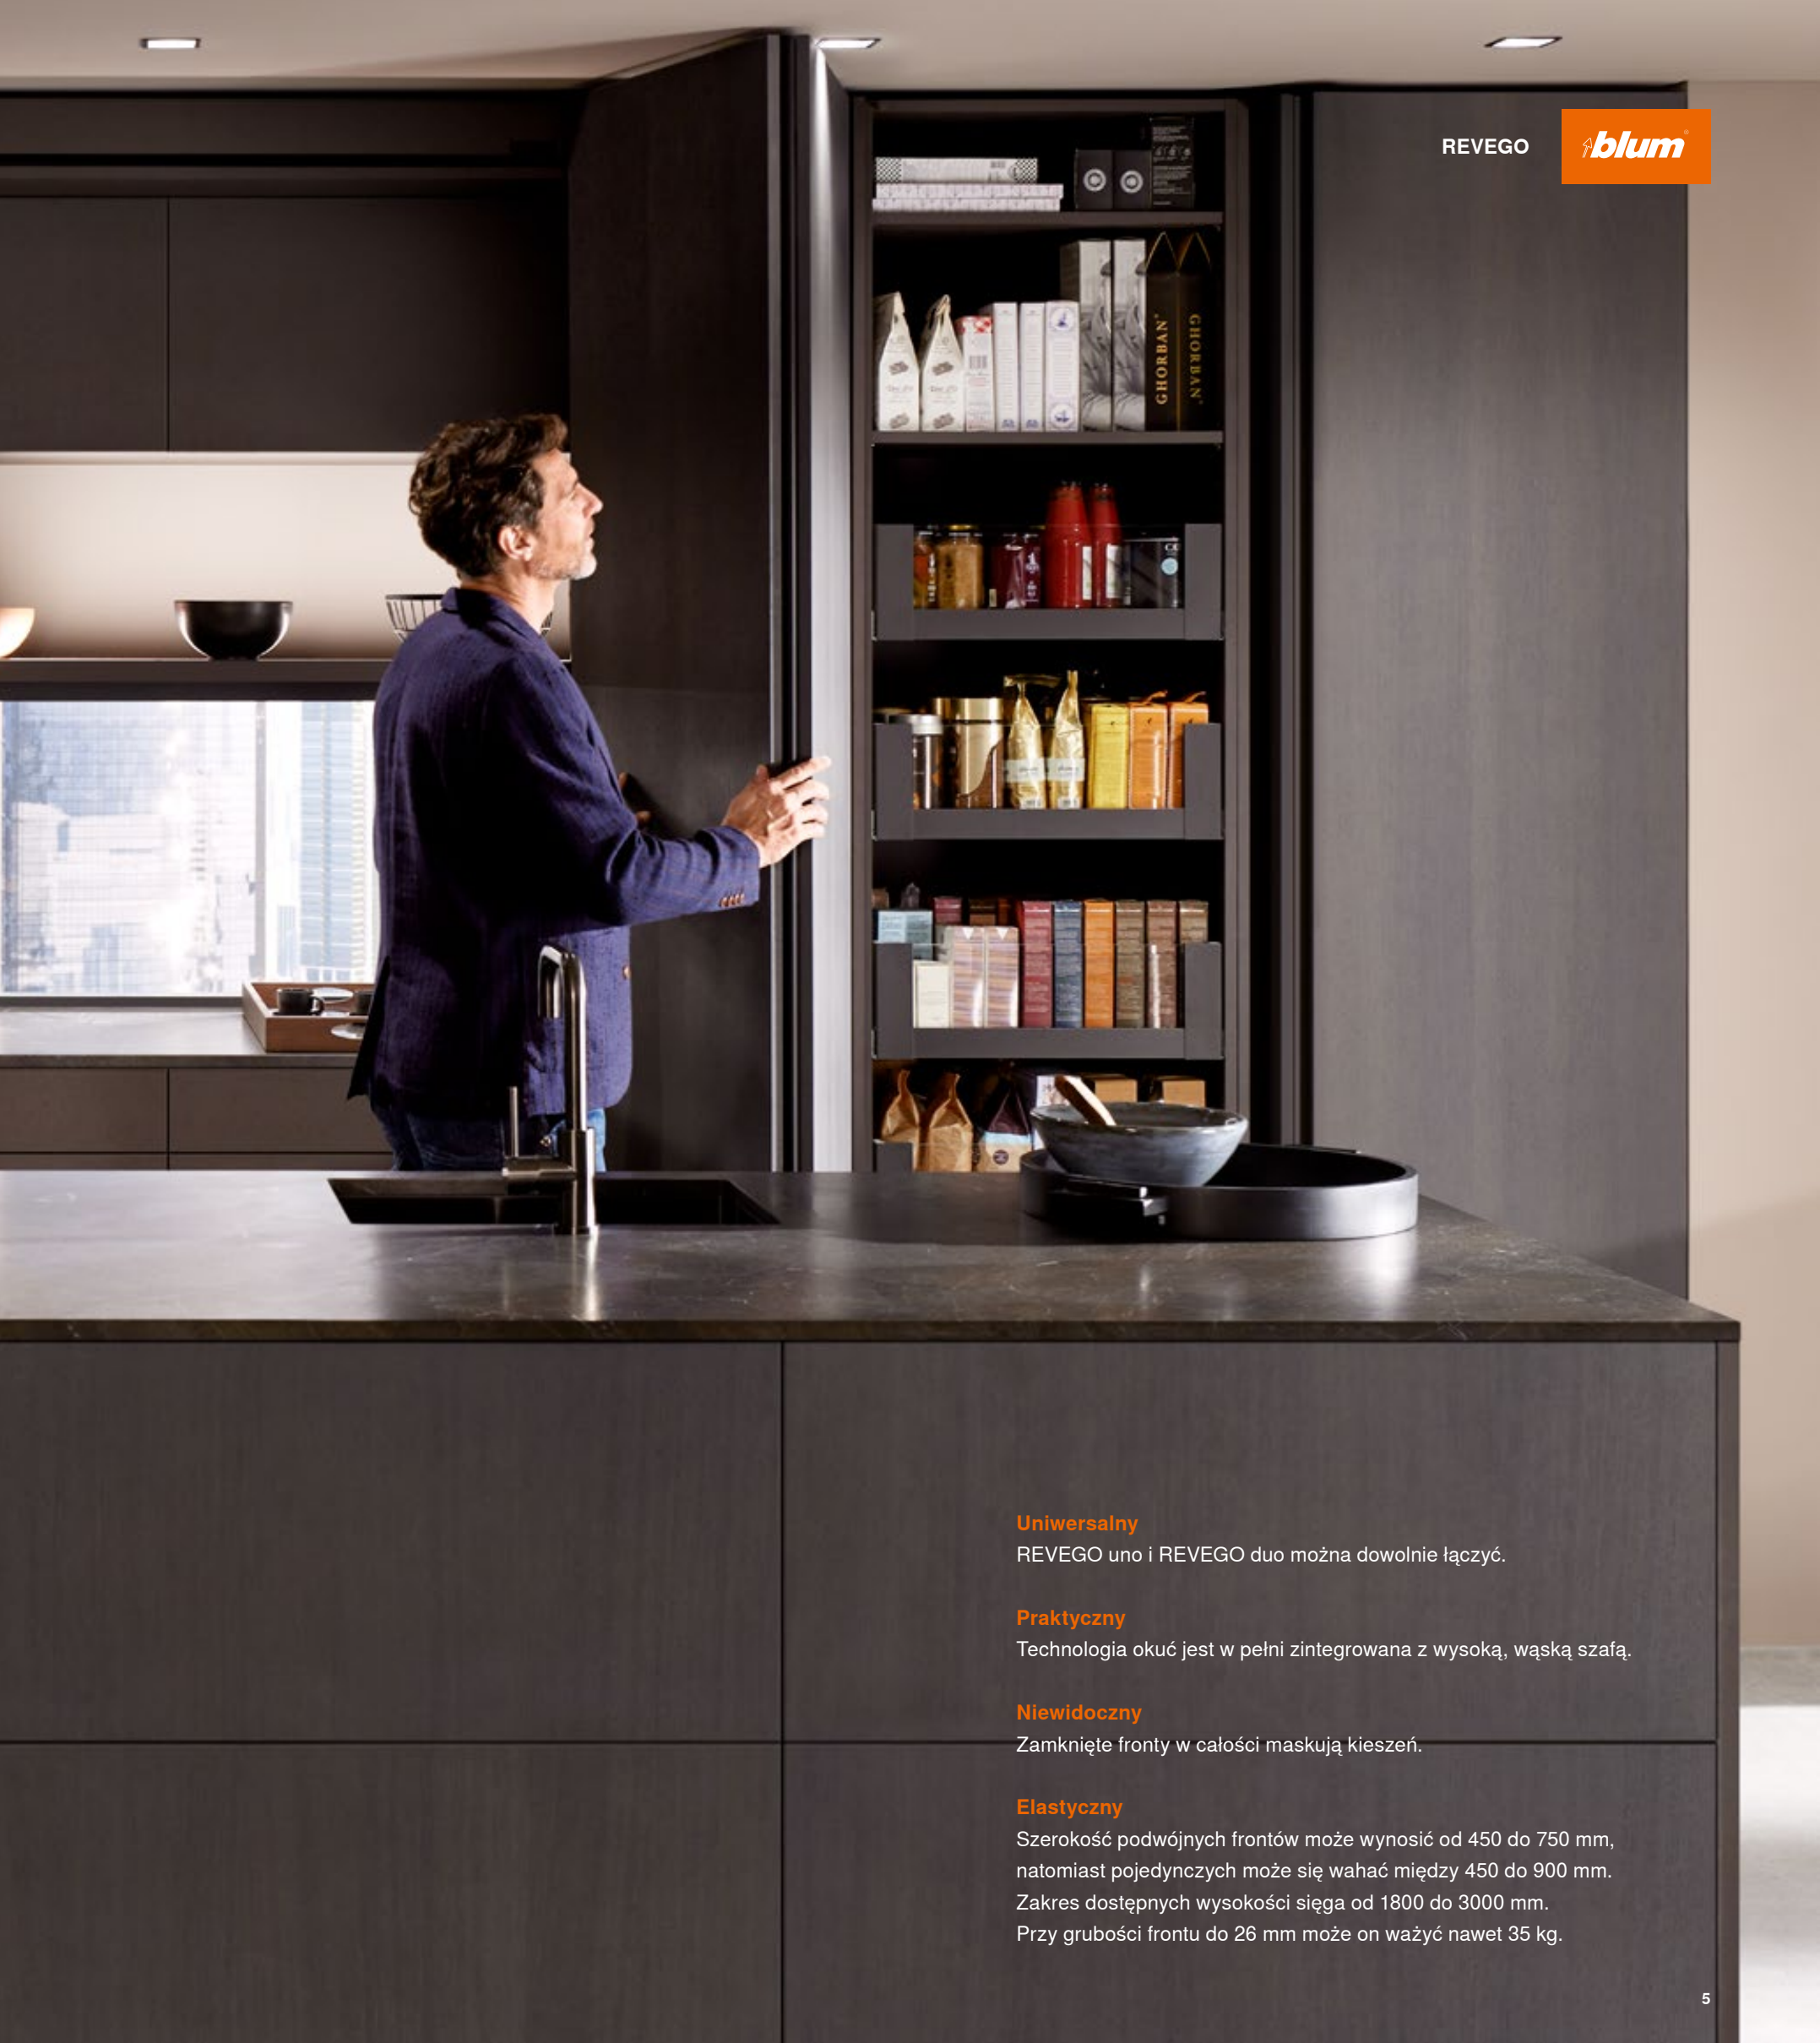 REVEGO
blum
GHORBAN
GHORBAN
Uniwersalny
REVEGO uno i REVEGO duo można dowolnie łączyć.
Praktyczny
Technologia okuć jest w pełni zintegrowana z wysoką, wąską szafą.
Niewidoczny
Zamknięte fronty w całości maskują kieszeń.
Elastyczny
Szerokość podwójnych frontów może wynosić od 450 do 750 mm,
natomiast pojedynczych może się wahać między 450 do 900 mm.
Zakres dostępnych wysokości sięga od 1800 do 3000 mm.
Przy grubości frontu do 26 mm może on ważyć nawet 35 kg.
5